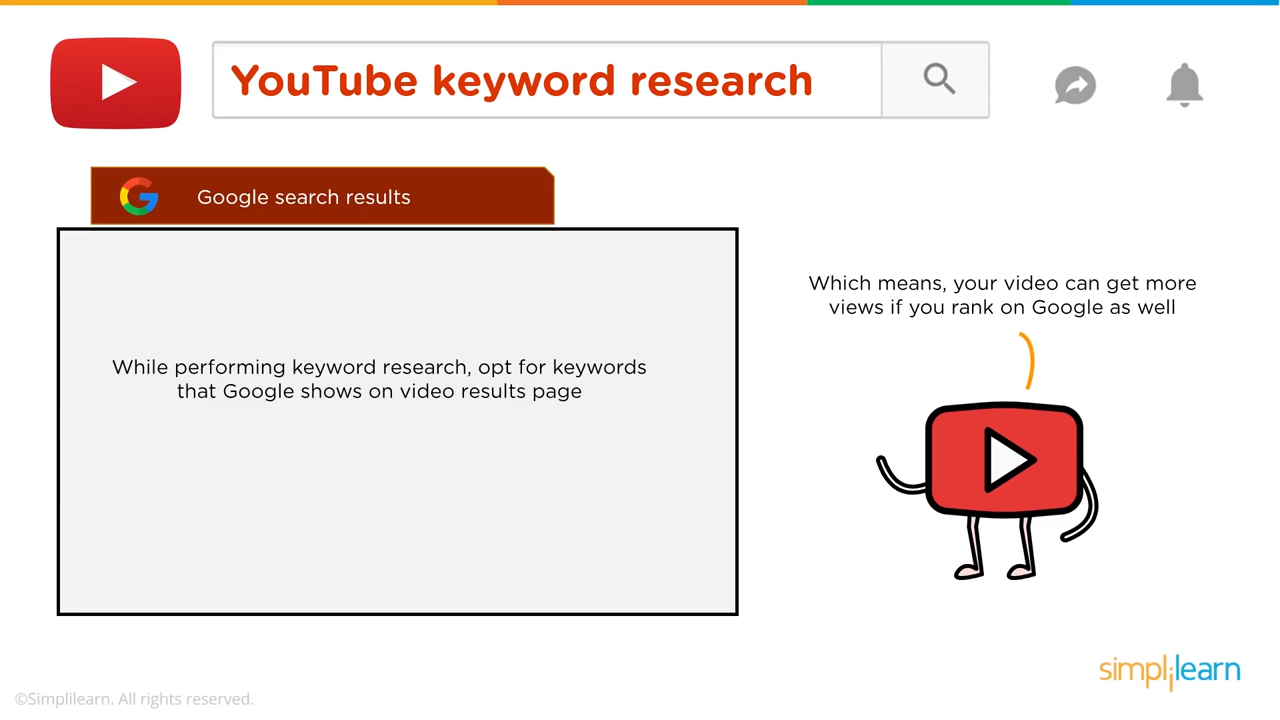 YouTube keyword research
Google search results
While performing keyword research, opt for keywords
that Google shows on video results page
Which means, your video can get more
views if you rank on Google as well
simplilearn
©Simplilearn. All rights reserved.